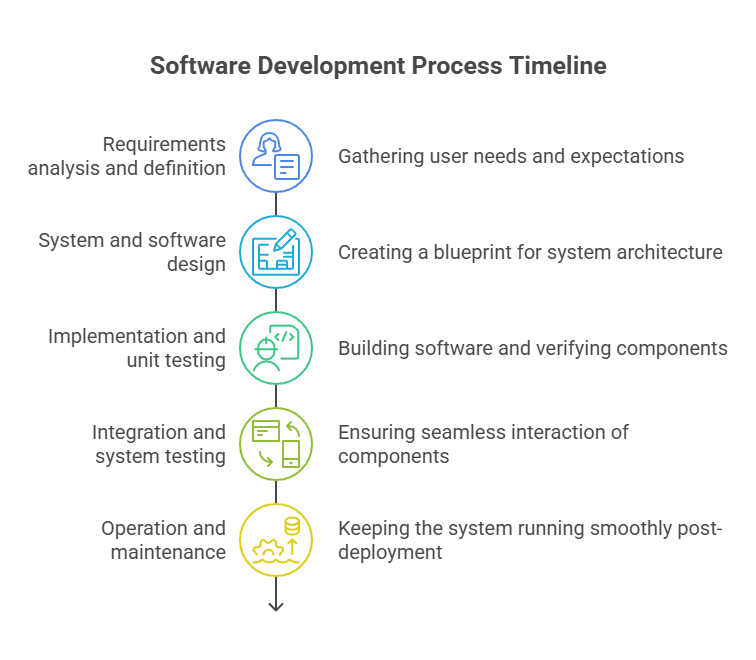 Software Development Process Timeline
Requirements
analysis and definition
Gathering user needs and expectations
System and software
design
Creating a blueprint for system architecture
Implementation and
unit testing
Building software and verifying components
Integration and
system testing
Ensuring seamless interaction of
components
Operation and
maintenance
Keeping the system running smoothly post-
deployment